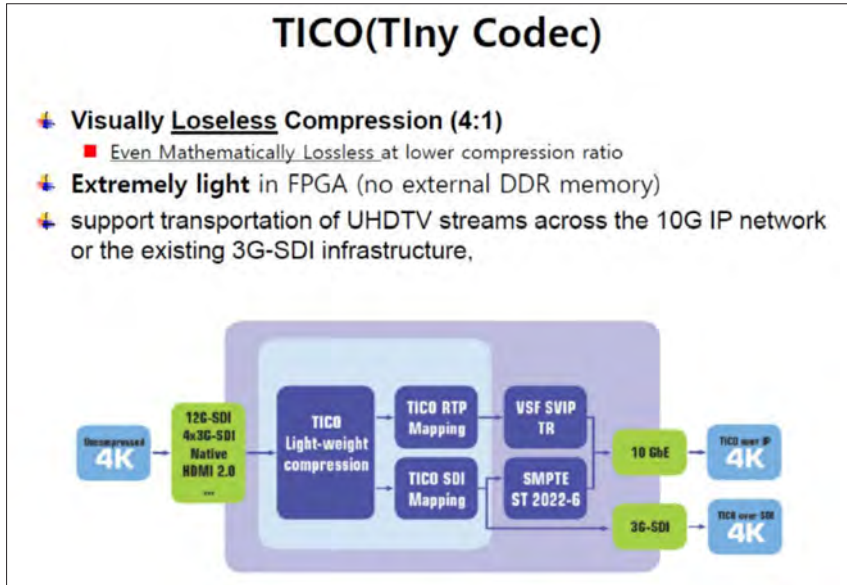 TICO(TIny Codec)
Visually Loseless Compression (4:1)
Even Mathematically Lossless at lower compression ratio
Extremely light in FPGA (no external DDR memory)
support transportation of UHDTV streams across the 10G IP network
or the existing 3G-SDI infrastructure,
Uncompressed
4K
12G-SDI
4x3G-SDI
Native
HDMI 2.0
...
TICO
Light-weight
compression
TICO RTP
Mapping
TICO SDI
Mapping
VSF SVIP
TR
SMPTE
ST 2022-6
10 GbE
3G-SDI
TICO over IP
4K
TICO over SDI
4K